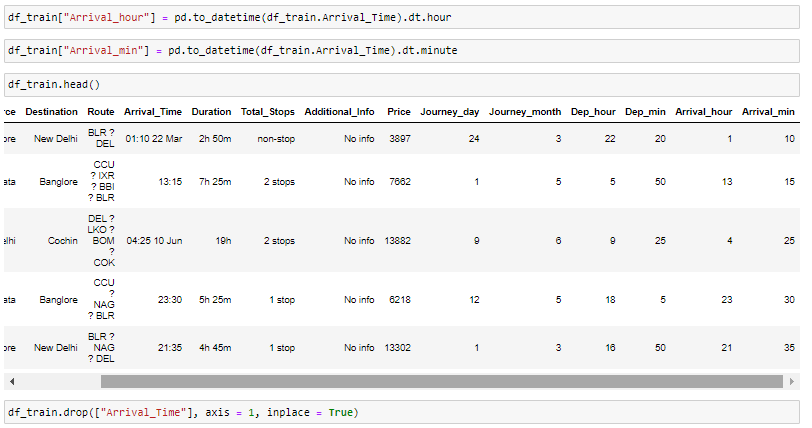 df_train["Arrival_hour"] = pd.to_datetime(df_train.Arrival_Time).dt.hour
df_train["Arrival_min"] = pd.to_datetime(df_train.Arrival_Time).dt.minute
df_train.head()
rce Destination Route Arrival_Time Duration Total_Stops Additional_Info Price Journey_day Journey_month Dep_hour Dep_min Arrival_hour Arrival_min
ore New Delhi BLR ? 01:10 22 Mar 2h 50m non-stop No info 3897 24 3 22 20 1 10
DEL
CCU
? IXR
ata Banglore ? BBI 13:15 7h 25m 2 stops No info 7662 1 5 5 50 13 15
? BLR
DEL ?
LKO ?
elhi Cochin BOM 04:25 10 Jun 19h 2 stops No info 13882 9 6 9 25 4 25
?
COK
CCU
?
ata Banglore NAG 23:30 5h 25m 1 stop No info 6218 12 5 18 5 23 30
? BLR
BLR ?
ore New Delhi NAG 21:35 4h 45m 1 stop No info 13302 1 3 16 50 21 35
? DEL
df_train.drop(["Arrival_Time"], axis = 1, inplace = True)